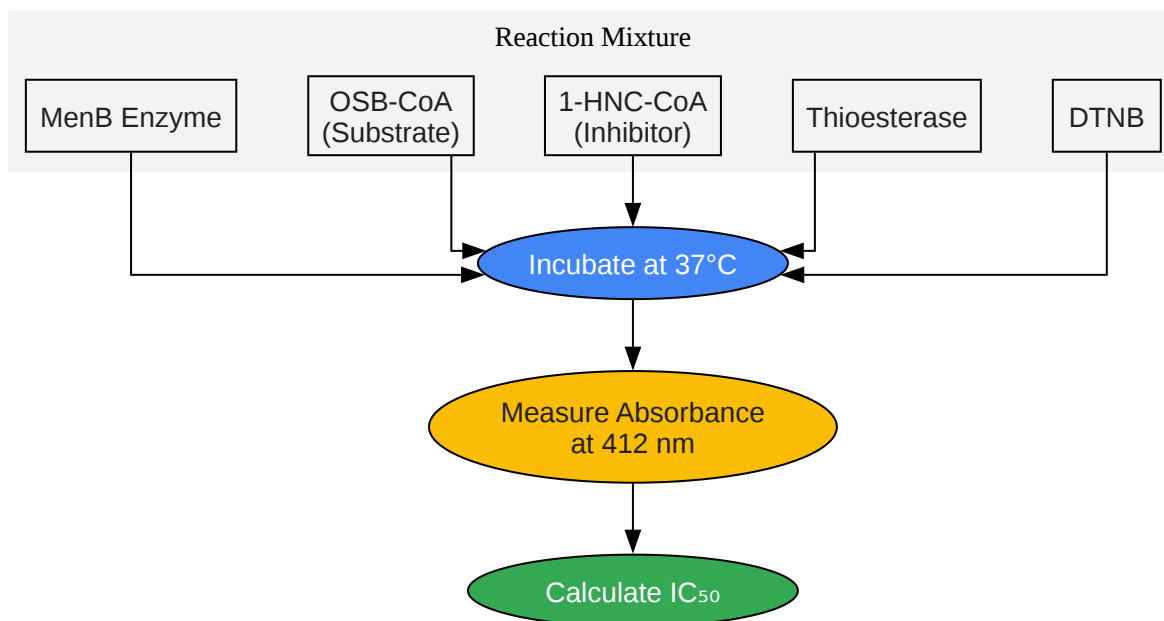 Reaction Mixture
MenB Enzyme
OSB-CoA
(Substrate)
1-HNC-CoA
(Inhibitor)
Thioesterase
DTNB
Incubate at 37°C
Measure Absorbance
at 412 nm
Calculate IC₅₀